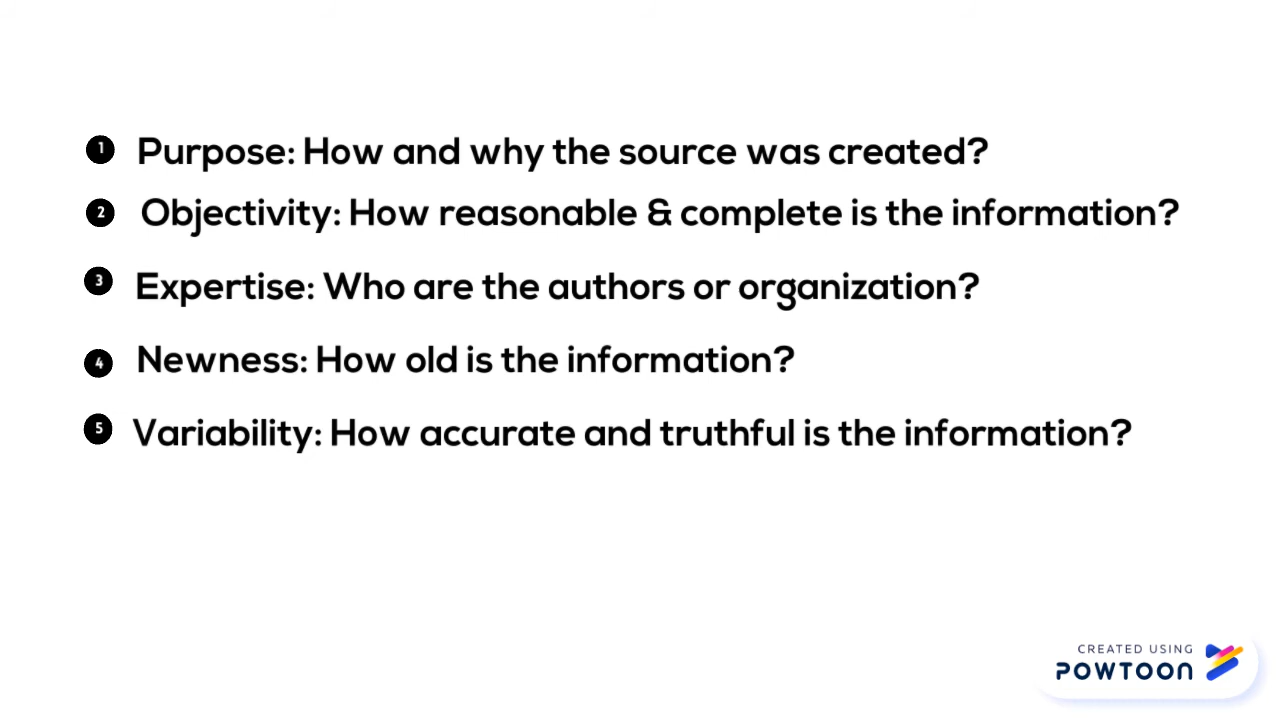 1 Purpose: How and why the source was created?
2 Objectivity: How reasonable & complete is the information?
3 Expertise: Who are the authors or organization?
4 Newness: How old is the information?
5 Variability: How accurate and truthful is the information?
CREATED USING
POWTOON